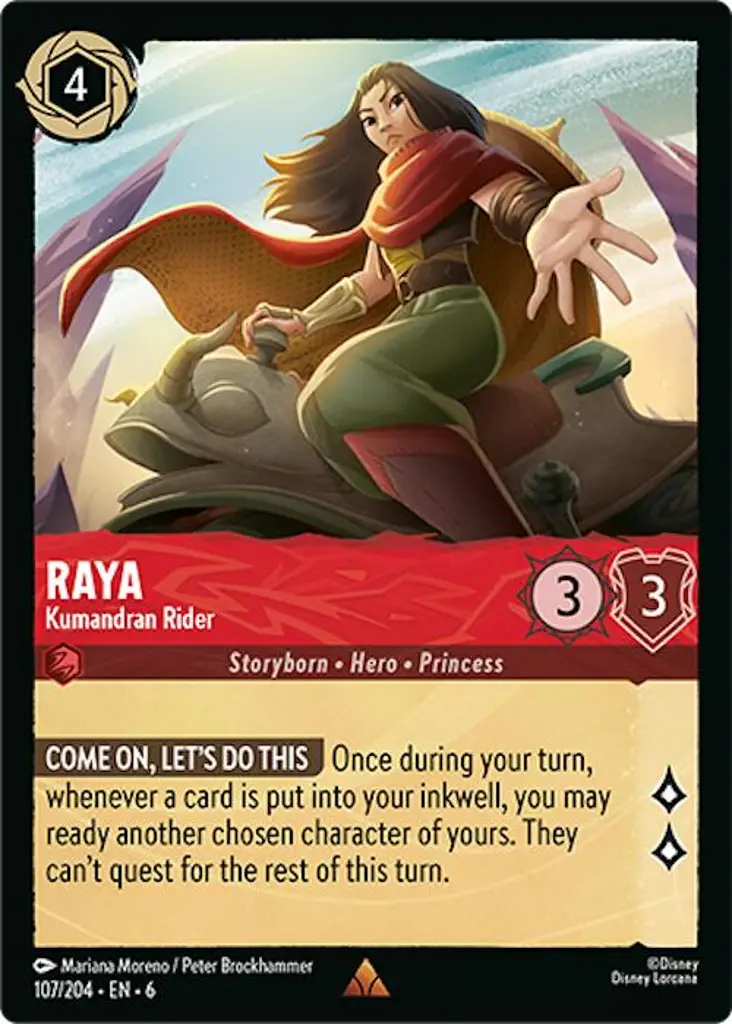 4
RAYA
Kumandran Rider
3
3
Storyborn • Hero • Princess
COME ON, LET'S DO THIS Once during your turn,
whenever a card is put into your inkwell, you may
ready another chosen character of yours. They
can't quest for the rest of this turn.
Mariana Moreno / Peter Brockhammer
©Disney
107/204 • EN • 6
Disney Lorcana